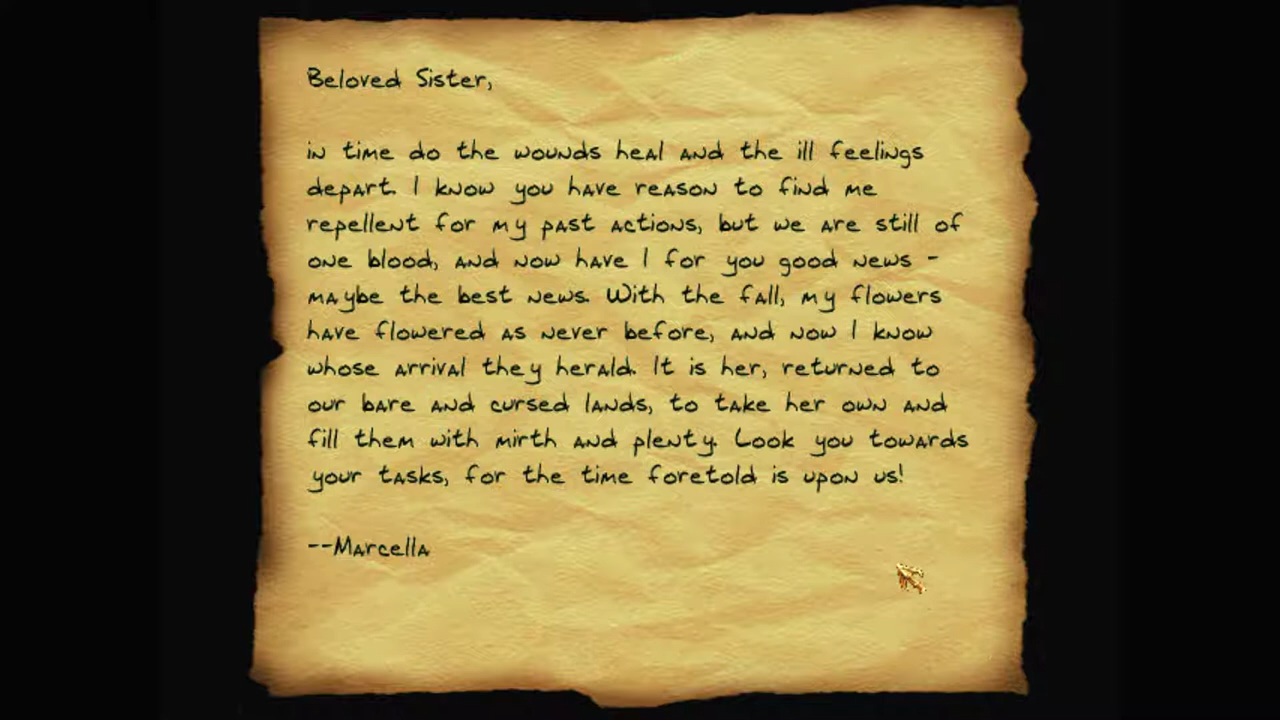 Beloved Sister,
in time do the wounds heal and the ill feelings
depart. I know you have reason to find me
repellent for my past actions, but we are still of
one blood, and now have I for you good news -
maybe the best news. With the fall, my flowers
have flowered as never before, and now I know
whose arrival they herald. It is her, returned to
our bare and cursed lands, to take her own and
fill them with mirth and plenty. Look you towards
your tasks, for the time foretold is upon us!
--Marcella